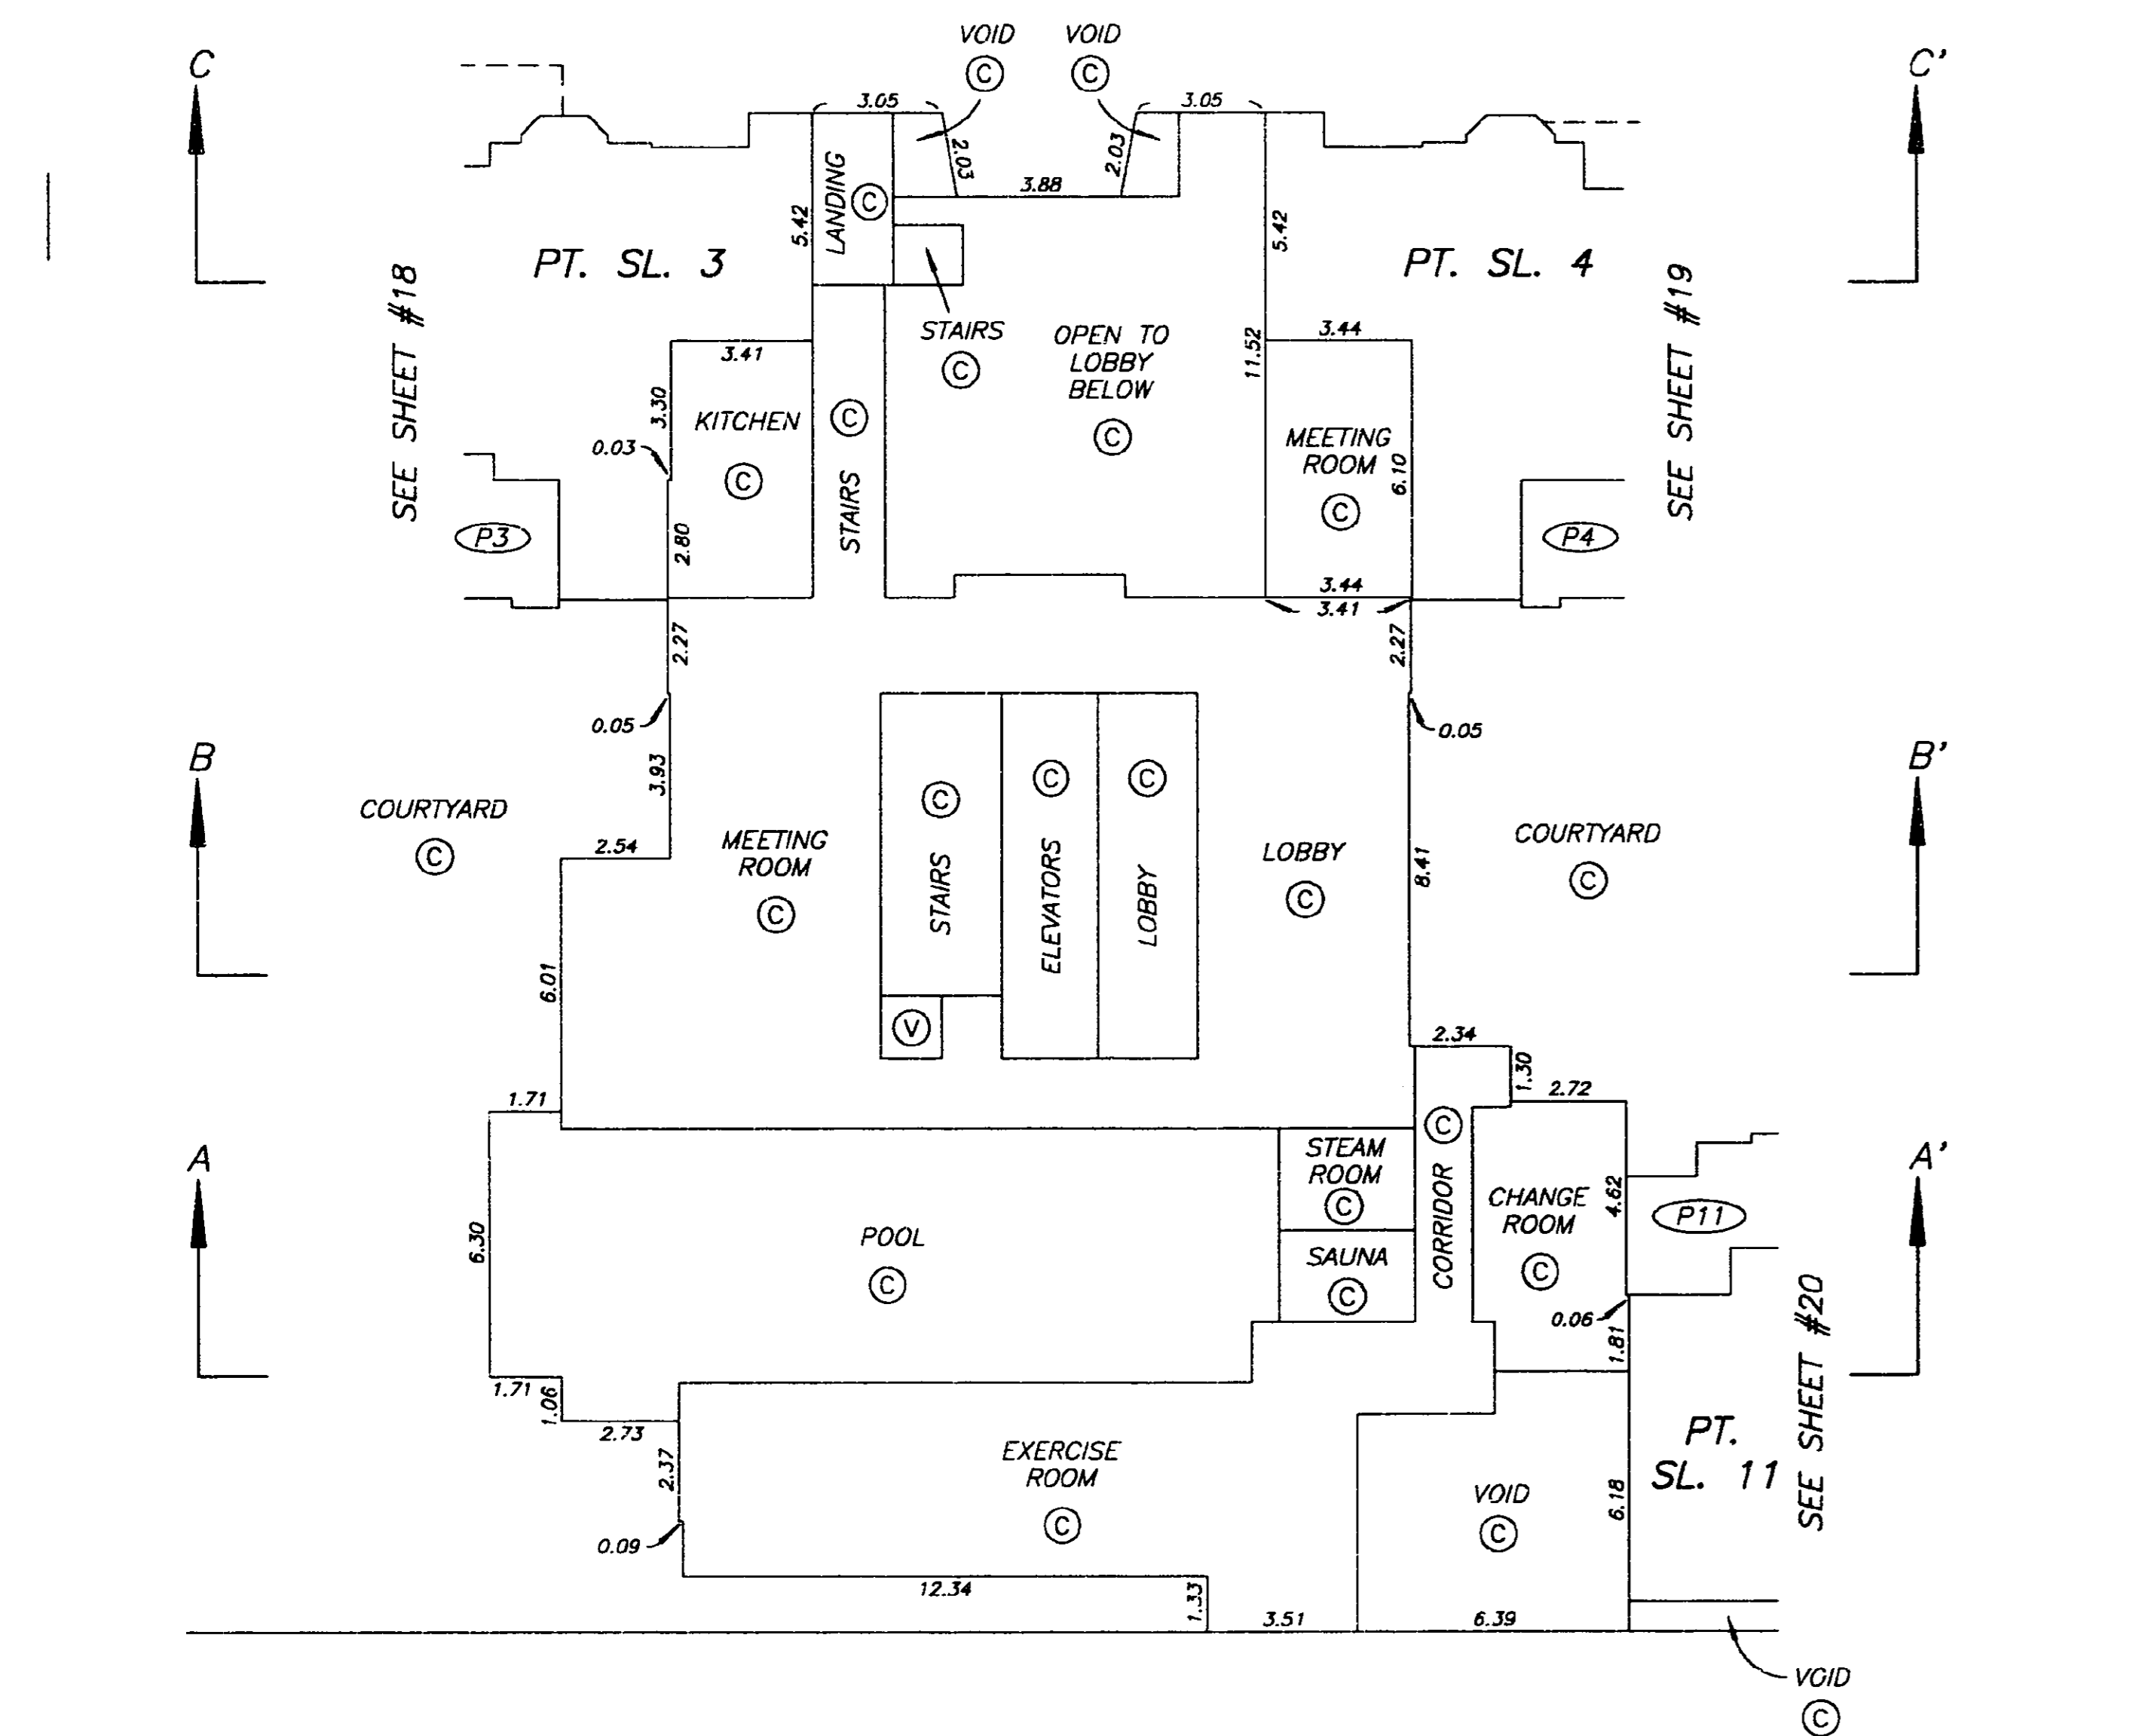 VOID
VOID
C
C
C
C'
3.05
3.05
2.03
2.03
3.88
LANDING
C
5.42
5.42
PT. SL. 3
PT. SL. 4
SEE SHEET #18
SEE SHEET #19
STAIRS
C
OPEN TO
LOBBY
BELOW
C
11.52
3.41
3.44
3.30
KITCHEN
C
0.03
C
STAIRS
MEETING
ROOM
C
6.10
P3
P4
2.80
3.44
3.41
2.27
2.27
0.05
0.05
B
B'
3.93
COURTYARD
C
2.54
MEETING
ROOM
C
C
STAIRS
C
ELEVATORS
C
LOBBY
LOBBY
C
8.41
COURTYARD
C
6.01
V
2.34
1.30
2.72
1.71
A
A'
C
CORRIDOR
STEAM
ROOM
C
CHANGE
ROOM
C
4.62
P11
6.30
POOL
C
SAUNA
C
0.06
1.81
SEE SHEET #20
1.71
1.06
2.73
2.37
EXERCISE
ROOM
C
PT.
SL. 11
VOID
C
6.18
0.09
12.34
1.33
3.51
6.39
VOID
C